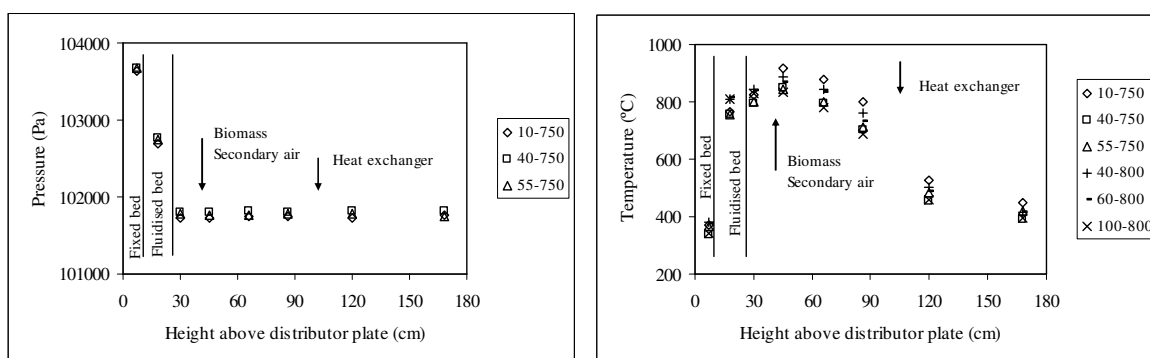 104000
103000
102000
101000
Pressure (Pa)
Fixed bed
Fluidised bed
Biomass
Secondary air
Heat exchanger
0 30 60 90 120 150 180
Height above distributor plate (cm)
10-750
40-750
55-750
1000
800
600
400
200
Temperature (ºC)
Fixed bed
Fluidised bed
Heat exchanger
Biomass
Secondary air
0 30 60 90 120 150 180
Height above distributor plate (cm)
10-750
40-750
55-750
40-800
60-800
100-800